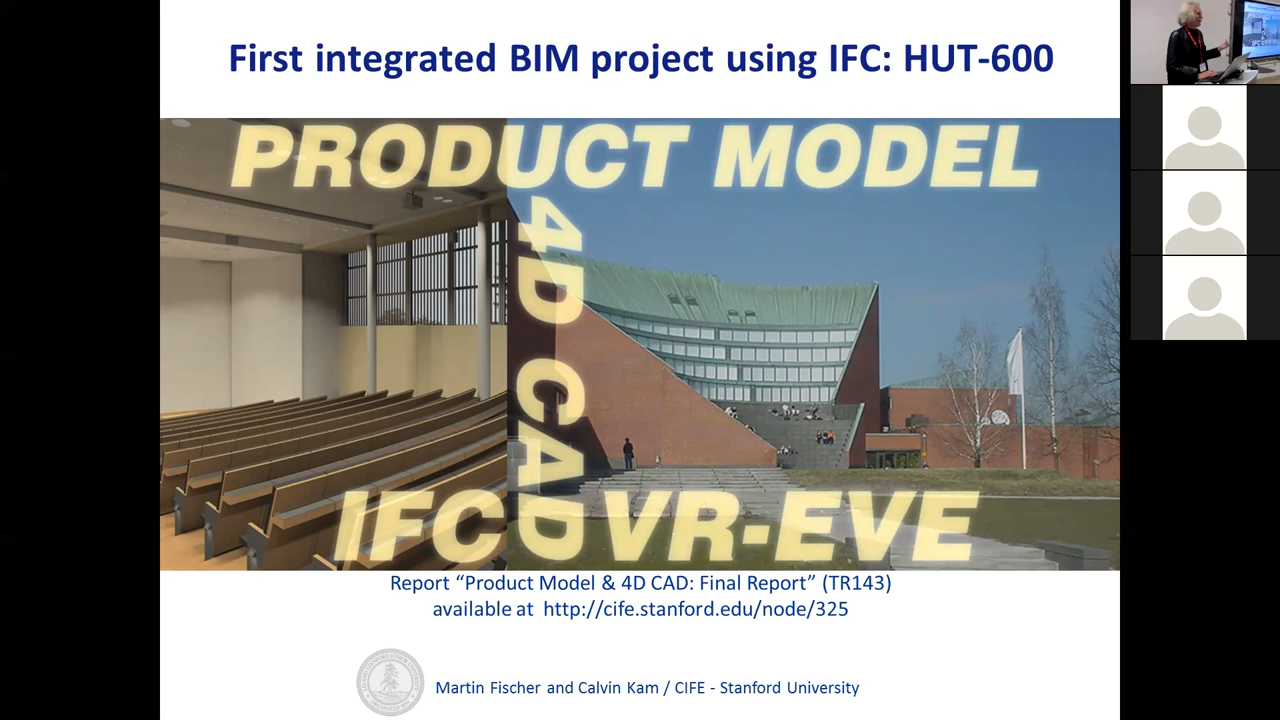 First integrated BIM project using IFC: HUT-600
PRODUCT MODEL
4D CAD
IFC VR-EVE
Report “Product Model & 4D CAD: Final Report” (TR143)
available at http://cife.stanford.edu/node/325
Martin Fischer and Calvin Kam / CIFE - Stanford University